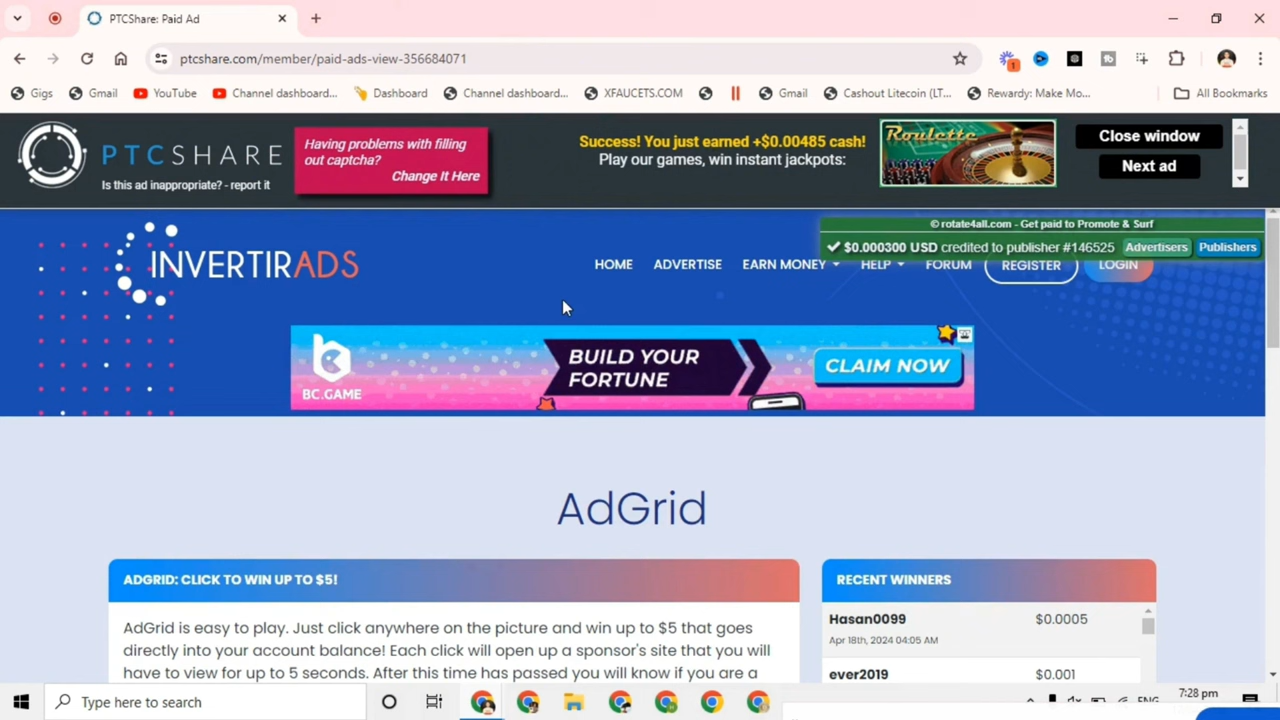 PTCShare: Paid Ad
ptcshare.com/member/paid-ads-view-356684071
1
Gigs
Gmail
YouTube
Channel dashboard...
Dashboard
Channel dashboard...
XFAUCETS.COM
Gmail
Cashout Litecoin (LT...
Rewardy: Make Mo...
All Bookmarks
PTCSHARE
Is this ad inappropriate? - report it
Having problems with filling
out captcha?
Change It Here
Success! You just earned +$0.00485 cash!
Play our games, win instant jackpots:
Roulette
Close window
Next ad
© rotate4all.com - Get paid to Promote & Surf
$0.000300 USD credited to publisher #146525
Advertisers
Publishers
INVERTIRADS
HOME
ADVERTISE
EARN MONEY
HELP
FORUM
REGISTER
LOGIN
BC.GAME
BUILD YOUR
FORTUNE
CLAIM NOW
AdGrid
ADGRID: CLICK TO WIN UP TO $5!
AdGrid is easy to play. Just click anywhere on the picture and win up to $5 that goes
directly into your account balance! Each click will open up a sponsor's site that you will
have to view for up to 5 seconds. After this time has passed you will know if you are a
RECENT WINNERS
Hasan0099 $0.0005
Apr 18th, 2024 04:05 AM
ever2019 $0.001
Type here to search
ENG
7:28 pm